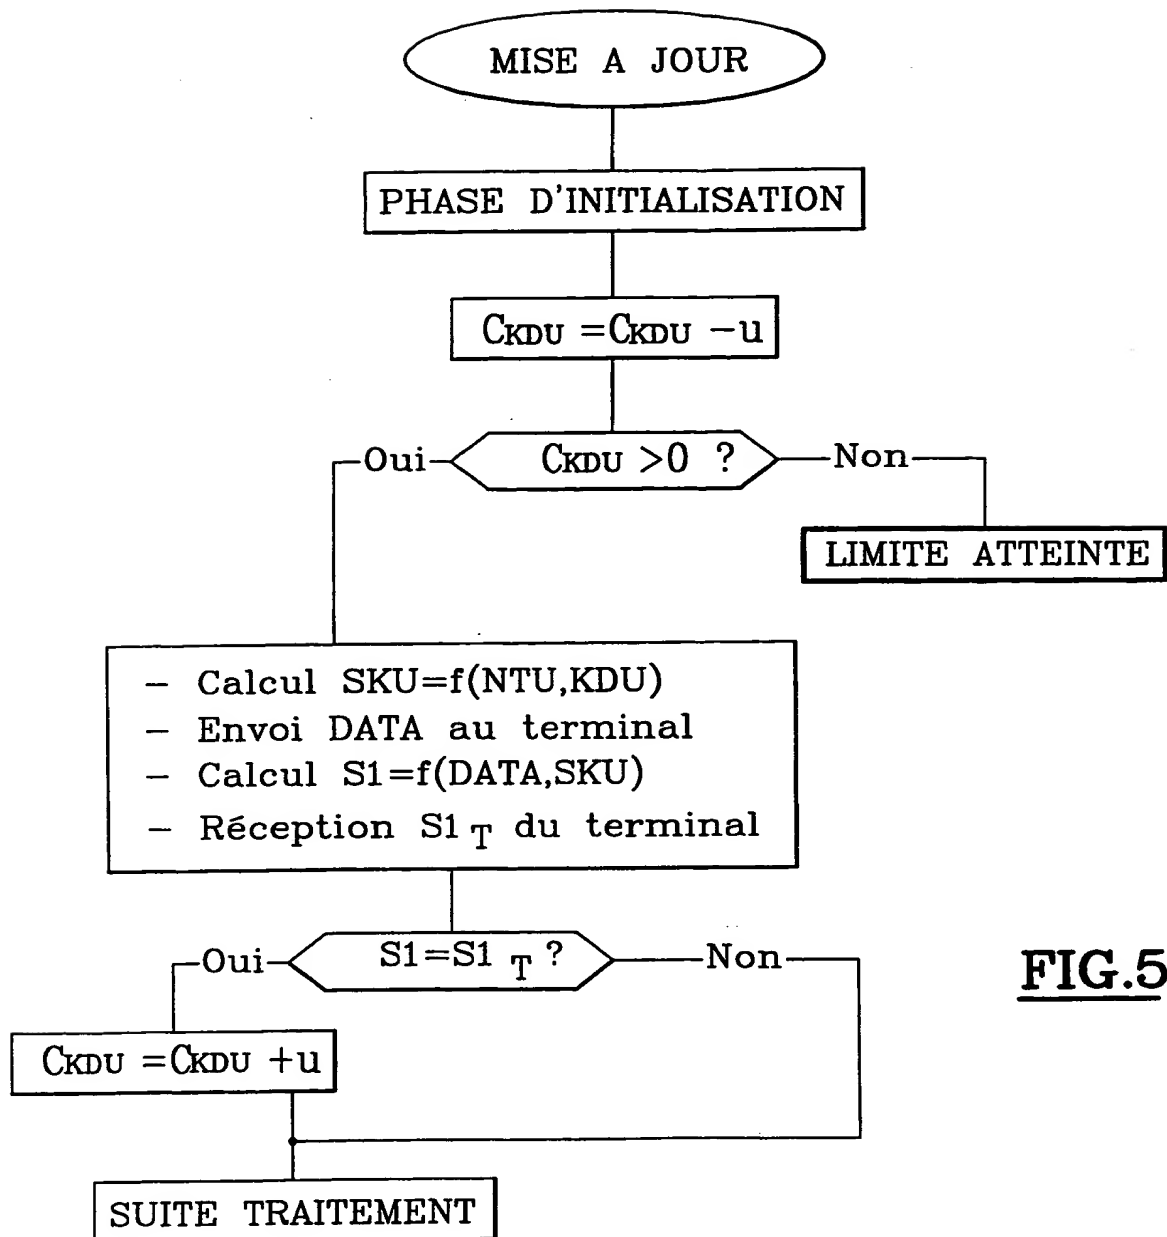 MISE A JOUR
PHASE D'INITIALISATION
CKDU =CKDU -u
Oui
CKDU >0 ?
Non
LIMITE ATTEINTE
- Calcul SKU=f(NTU,KDU)
- Envoi DATA au terminal
- Calcul S1=f(DATA,SKU)
- Réception S1 T du terminal
Oui
S1=S1 T ?
Non
FIG.5
CKDU =CKDU +u
SUITE TRAITEMENT